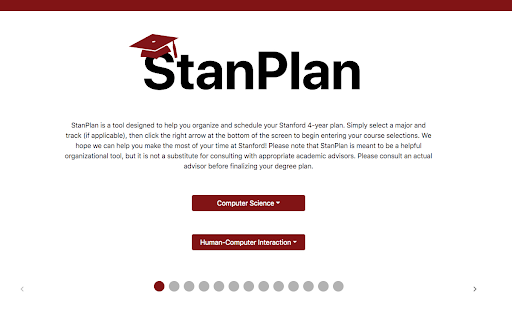 StanPlan
StanPlan is a tool designed to help you organize and schedule your Stanford 4-year plan. Simply select a major and
track (if applicable), then click the right arrow at the bottom of the screen to begin entering your course selections. We
hope we can help you make the most of your time at Stanford! Please note that StanPlan is meant to be a helpful
organizational tool, but it is not a substitute for consulting with appropriate academic advisors. Please consult an actual
advisor before finalizing your degree plan.
Computer Science
Human-Computer Interaction